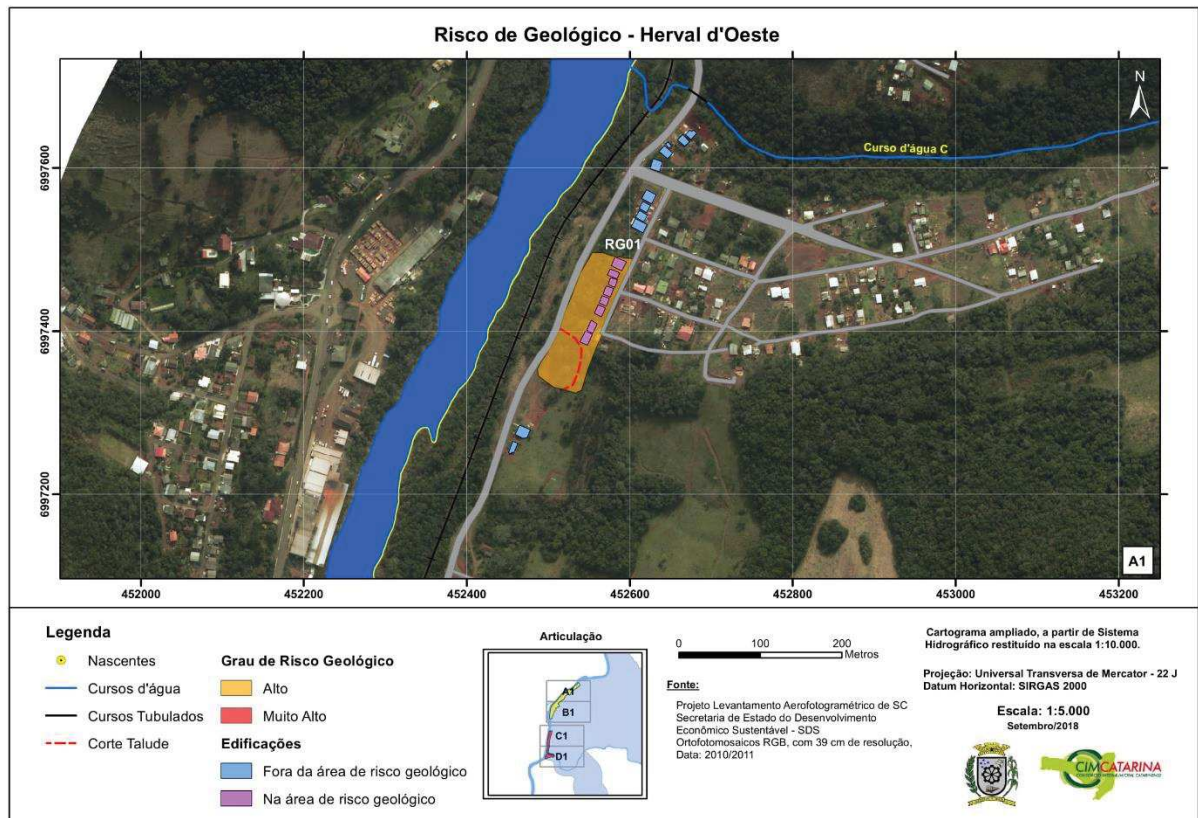 Risco de Geológico - Herval d'Oeste
N
Curso d'água C
RG01
6997600
6997400
6997200
A1
452000
452200
452400
452600
452800
453000
453200
Legenda
Nascentes
Cursos d'água
Cursos Tubulados
Corte Talude
Grau de Risco Geológico
Alto
Muito Alto
Edificações
Fora da área de risco geológico
Na área de risco geológico
Articulação
A1
B1
C1
D1
0 100 200
Metros
Fonte:
Projeto Levantamento Aerofotogramétrico de SC
Secretaria de Estado do Desenvolvimento
Econômico Sustentável - SDS
Ortofotomosaicos RGB, com 39 cm de resolução,
Data: 2010/2011
Cartograma ampliado, a partir de Sistema
Hidrográfico restituído na escala 1:10.000.
Projeção: Universal Transversa de Mercator - 22 J
Datum Horizontal: SIRGAS 2000
Escala: 1:5.000
Setembro/2018
CIMCATARINA